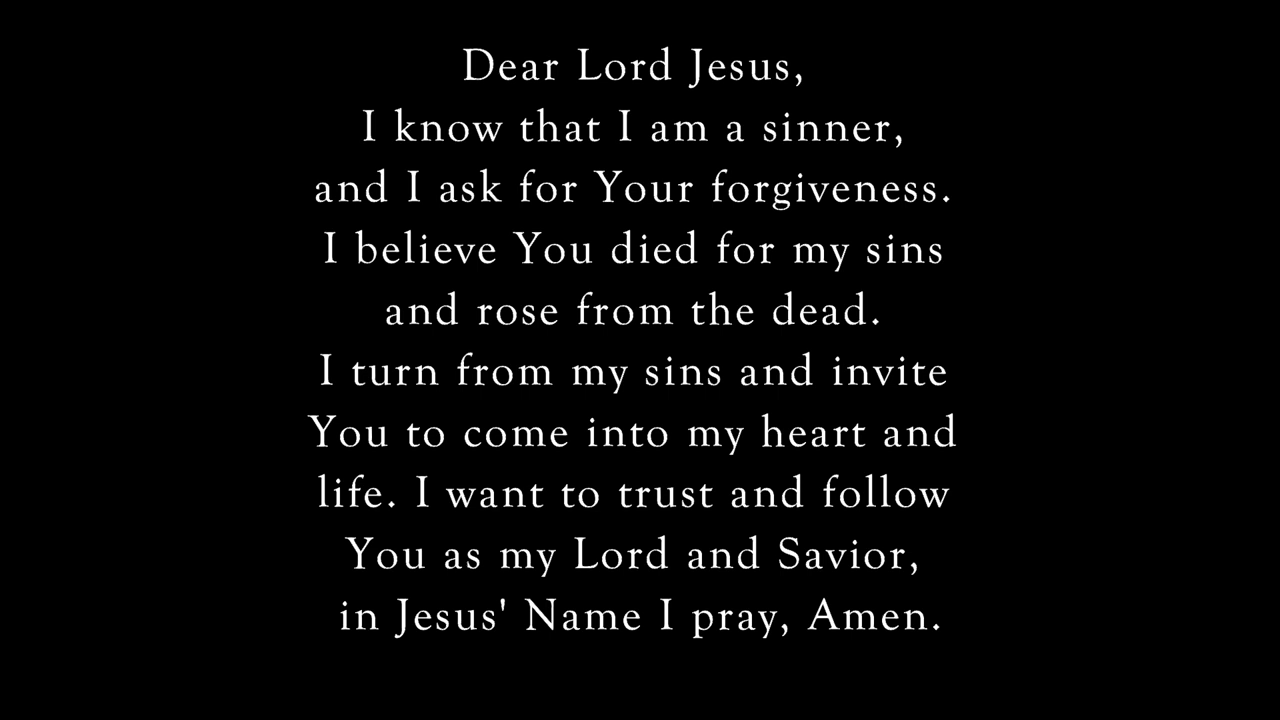 Dear Lord Jesus,
I know that I am a sinner,
and I ask for Your forgiveness.
I believe You died for my sins
and rose from the dead.
I turn from my sins and invite
You to come into my heart and
life. I want to trust and follow
You as my Lord and Savior,
in Jesus' Name I pray, Amen.